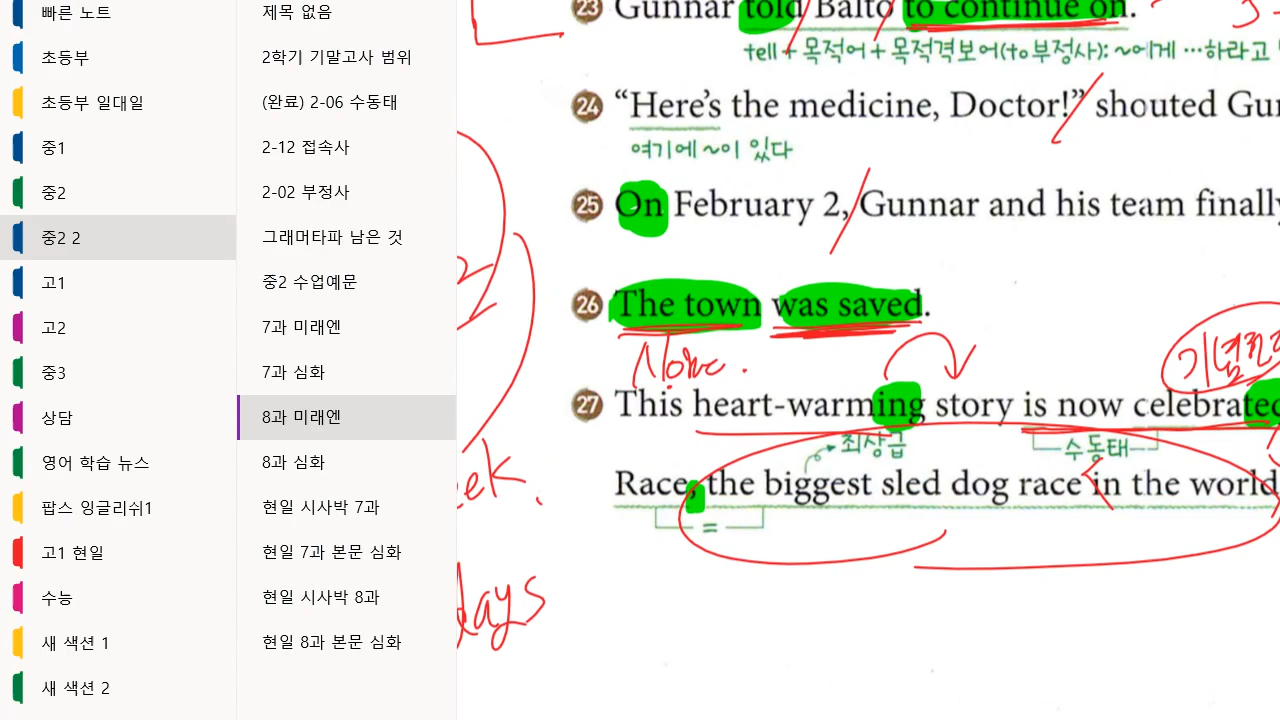 빠른 노트
초등부
초등부 일대일
중1
중2
중2 2
고1
고2
중3
상담
영어 학습 뉴스
팝스 잉글리쉬1
고1 현일
수능
새 색션 1
새 색션 2
제목 없음
2학기 기말고사 범위
(완료) 2-06 수동태
2-12 접속사
2-02 부정사
그래머타파 남은 것
중2 수업예문
7과 미래엔
7과 심화
8과 미래엔
8과 심화
현일 시사박 7과
현일 7과 본문 심화
현일 시사박 8과
현일 8과 본문 심화
23 Gunnar told Balto to continue on.
tell + 목적어 + 목적격보어(to부정사): ~에게 …하라고
24 “Here’s the medicine, Doctor!” shouted Gun
여기에 ~이 있다
25 On February 2, Gunnar and his team finally
26 The town was saved.
Nome.
27 This heart-warming story is now celebrated
최상급
수동태
Race, the biggest sled dog race in the world
=
days